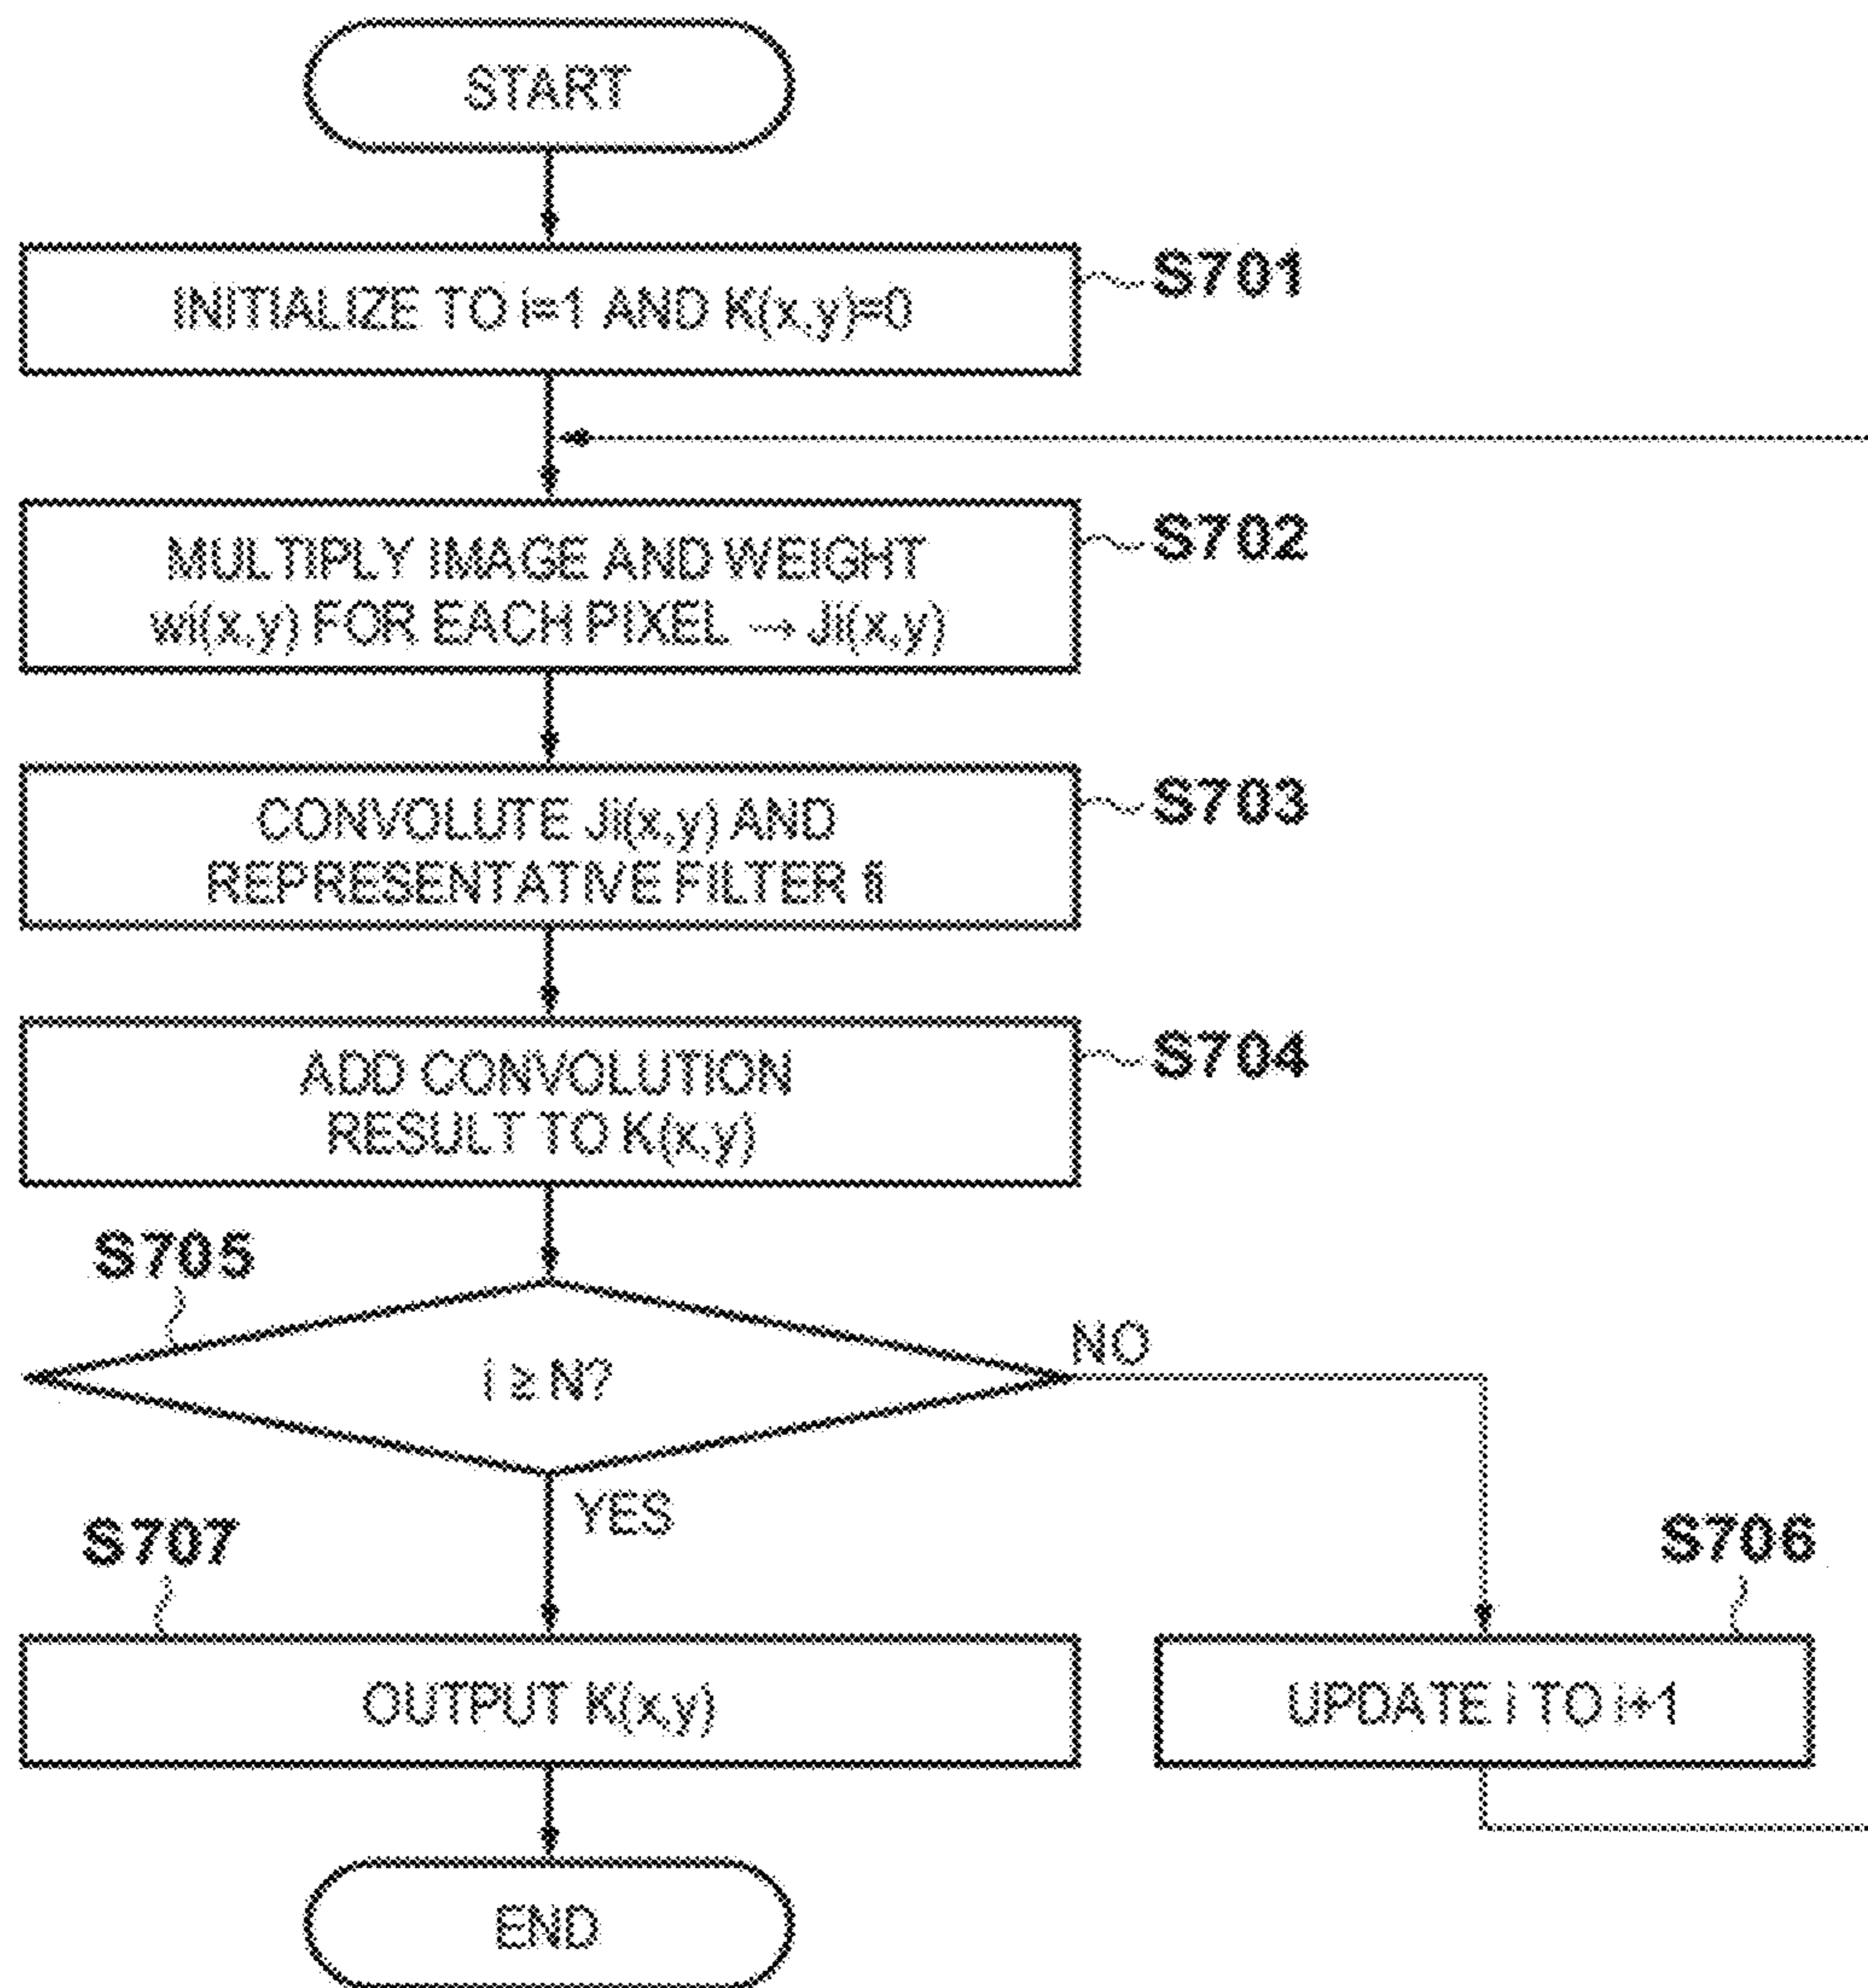 START
INITIALIZE TO i=1 AND K(x,y)=0
S701
MULTIPLY IMAGE AND WEIGHT
wi(x,y) FOR EACH PIXEL → Ji(x,y)
S702
CONVOLUTE Ji(x,y) AND
REPRESENTATIVE FILTER fi
S703
ADD CONVOLUTION
RESULT TO K(x,y)
S704
S705
i ≥ N?
NO
YES
S707
OUTPUT K(x,y)
S706
UPDATE i TO i+1
END